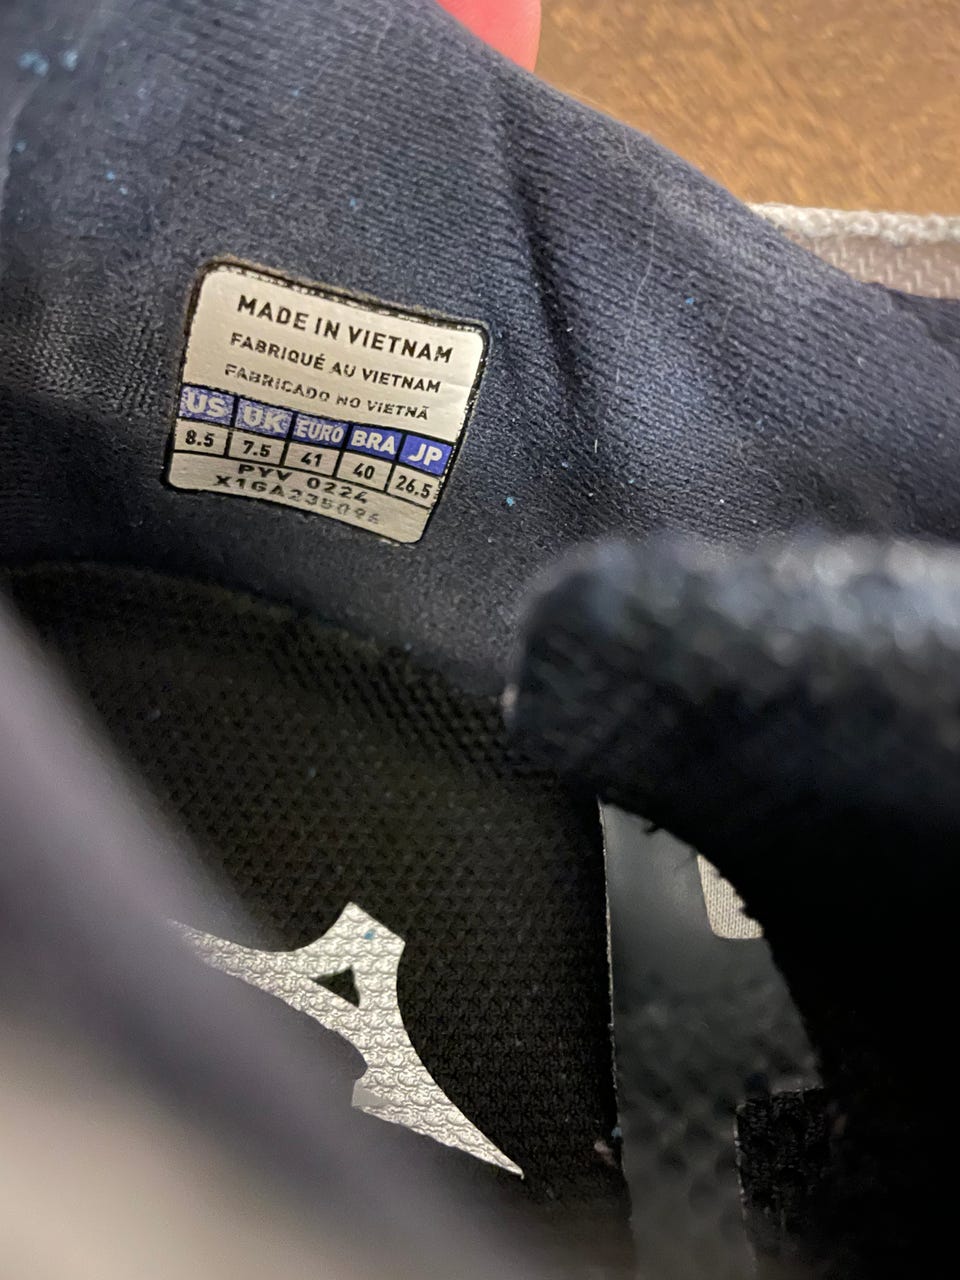 MADE IN VIETNAM
FABRIQUÉ AU VIETNAM
FABRICADO NO VIETNÃ
US UK EURO BRA JP
8.5 7.5 41 40 26.5
PYV 0224
X1GA235096